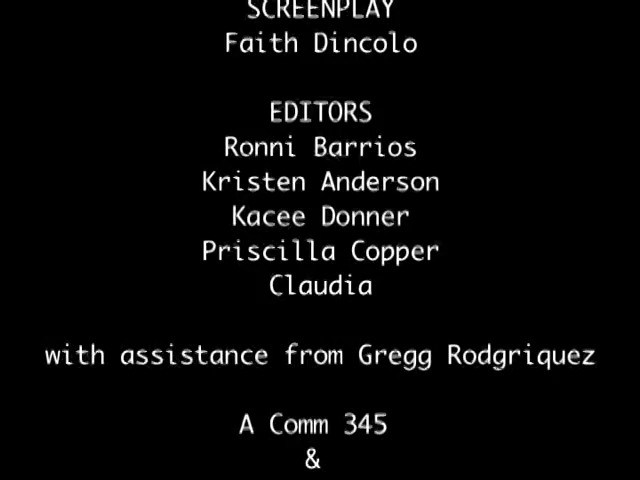 SCREENPLAY
Faith Dincolo
EDITORS
Ronni Barrios
Kristen Anderson
Kacee Donner
Priscilla Copper
Claudia
with assistance from Gregg Rodgriquez
A Comm 345
&